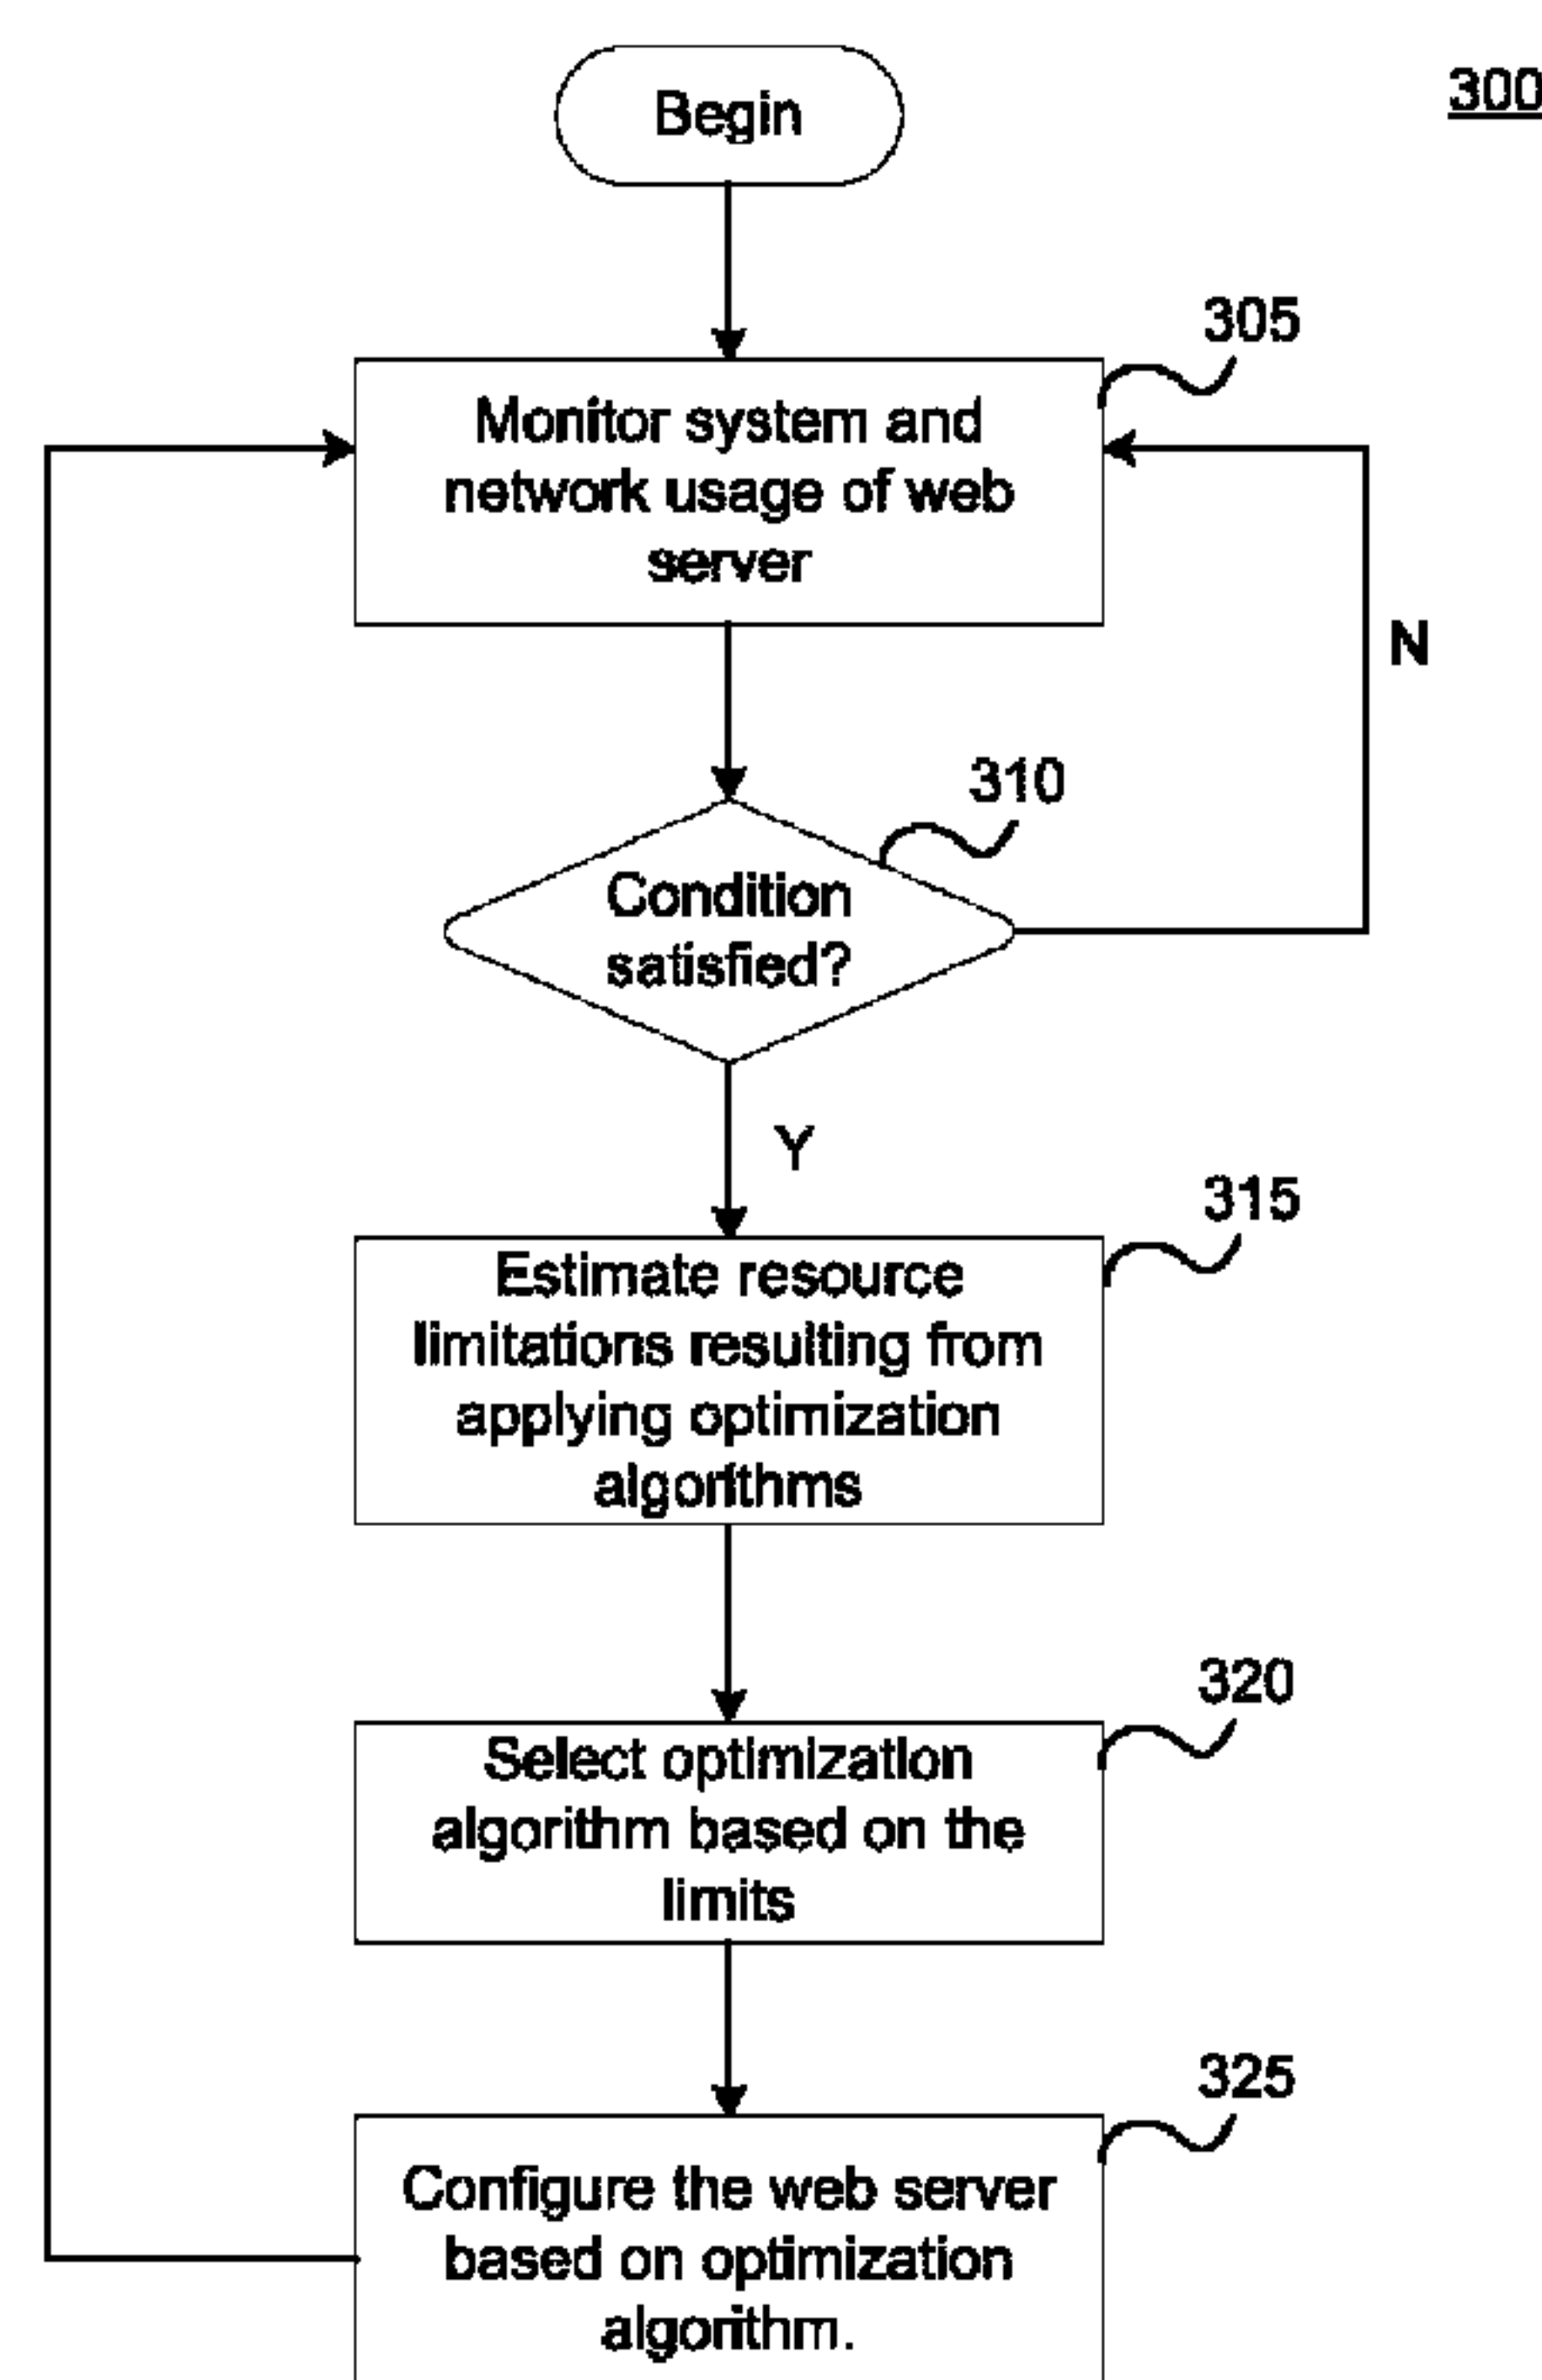 Begin
300
305
Monitor system and
network usage of web
server
N
310
Condition
satisfied?
Y
315
Estimate resource
limitations resulting from
applying optimization
algorithms
320
Select optimization
algorithm based on the
limits
325
Configure the web server
based on optimization
algorithm.